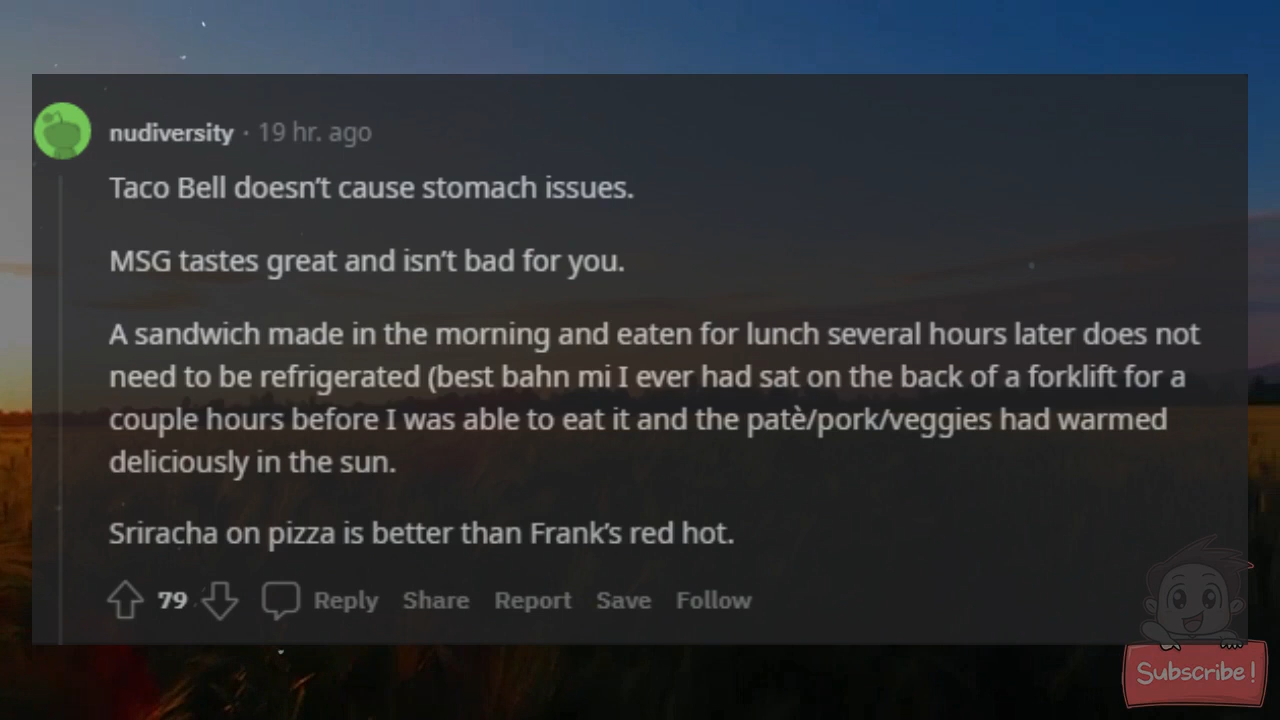 nudiversity · 19 hr. ago
Taco Bell doesn’t cause stomach issues.
MSG tastes great and isn’t bad for you.
A sandwich made in the morning and eaten for lunch several hours later does not
need to be refrigerated (best bahn mi I ever had sat on the back of a forklift for a
couple hours before I was able to eat it and the patè/pork/veggies had warmed
deliciously in the sun.
Sriracha on pizza is better than Frank’s red hot.
79 Reply Share Report Save Follow
Subscribe!